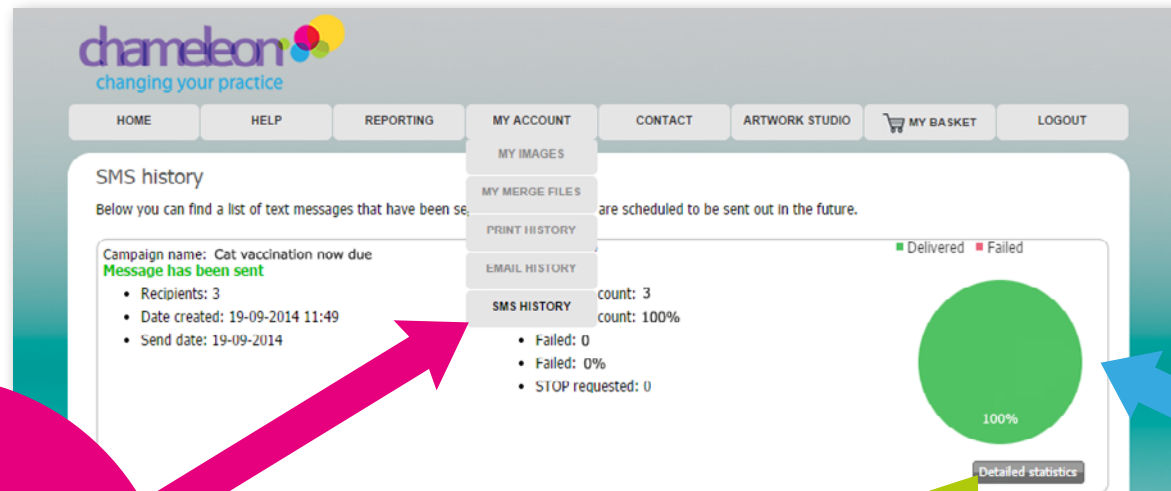 chameleon
changing your practice
HOME HELP REPORTING MY ACCOUNT CONTACT ARTWORK STUDIO MY BASKET LOGOUT
MY IMAGES
MY MERGE FILES
PRINT HISTORY
EMAIL HISTORY
SMS HISTORY
SMS history
Below you can find a list of text messages that have been se are scheduled to be sent out in the future.
Campaign name: Cat vaccination now due
Message has been sent
• Recipients: 3
• Date created: 19-09-2014 11:49
• Send date: 19-09-2014
count: 3
count: 100%
• Failed: 0
• Failed: 0%
• STOP requested: 0
Delivered Failed
100%
Detailed statistics